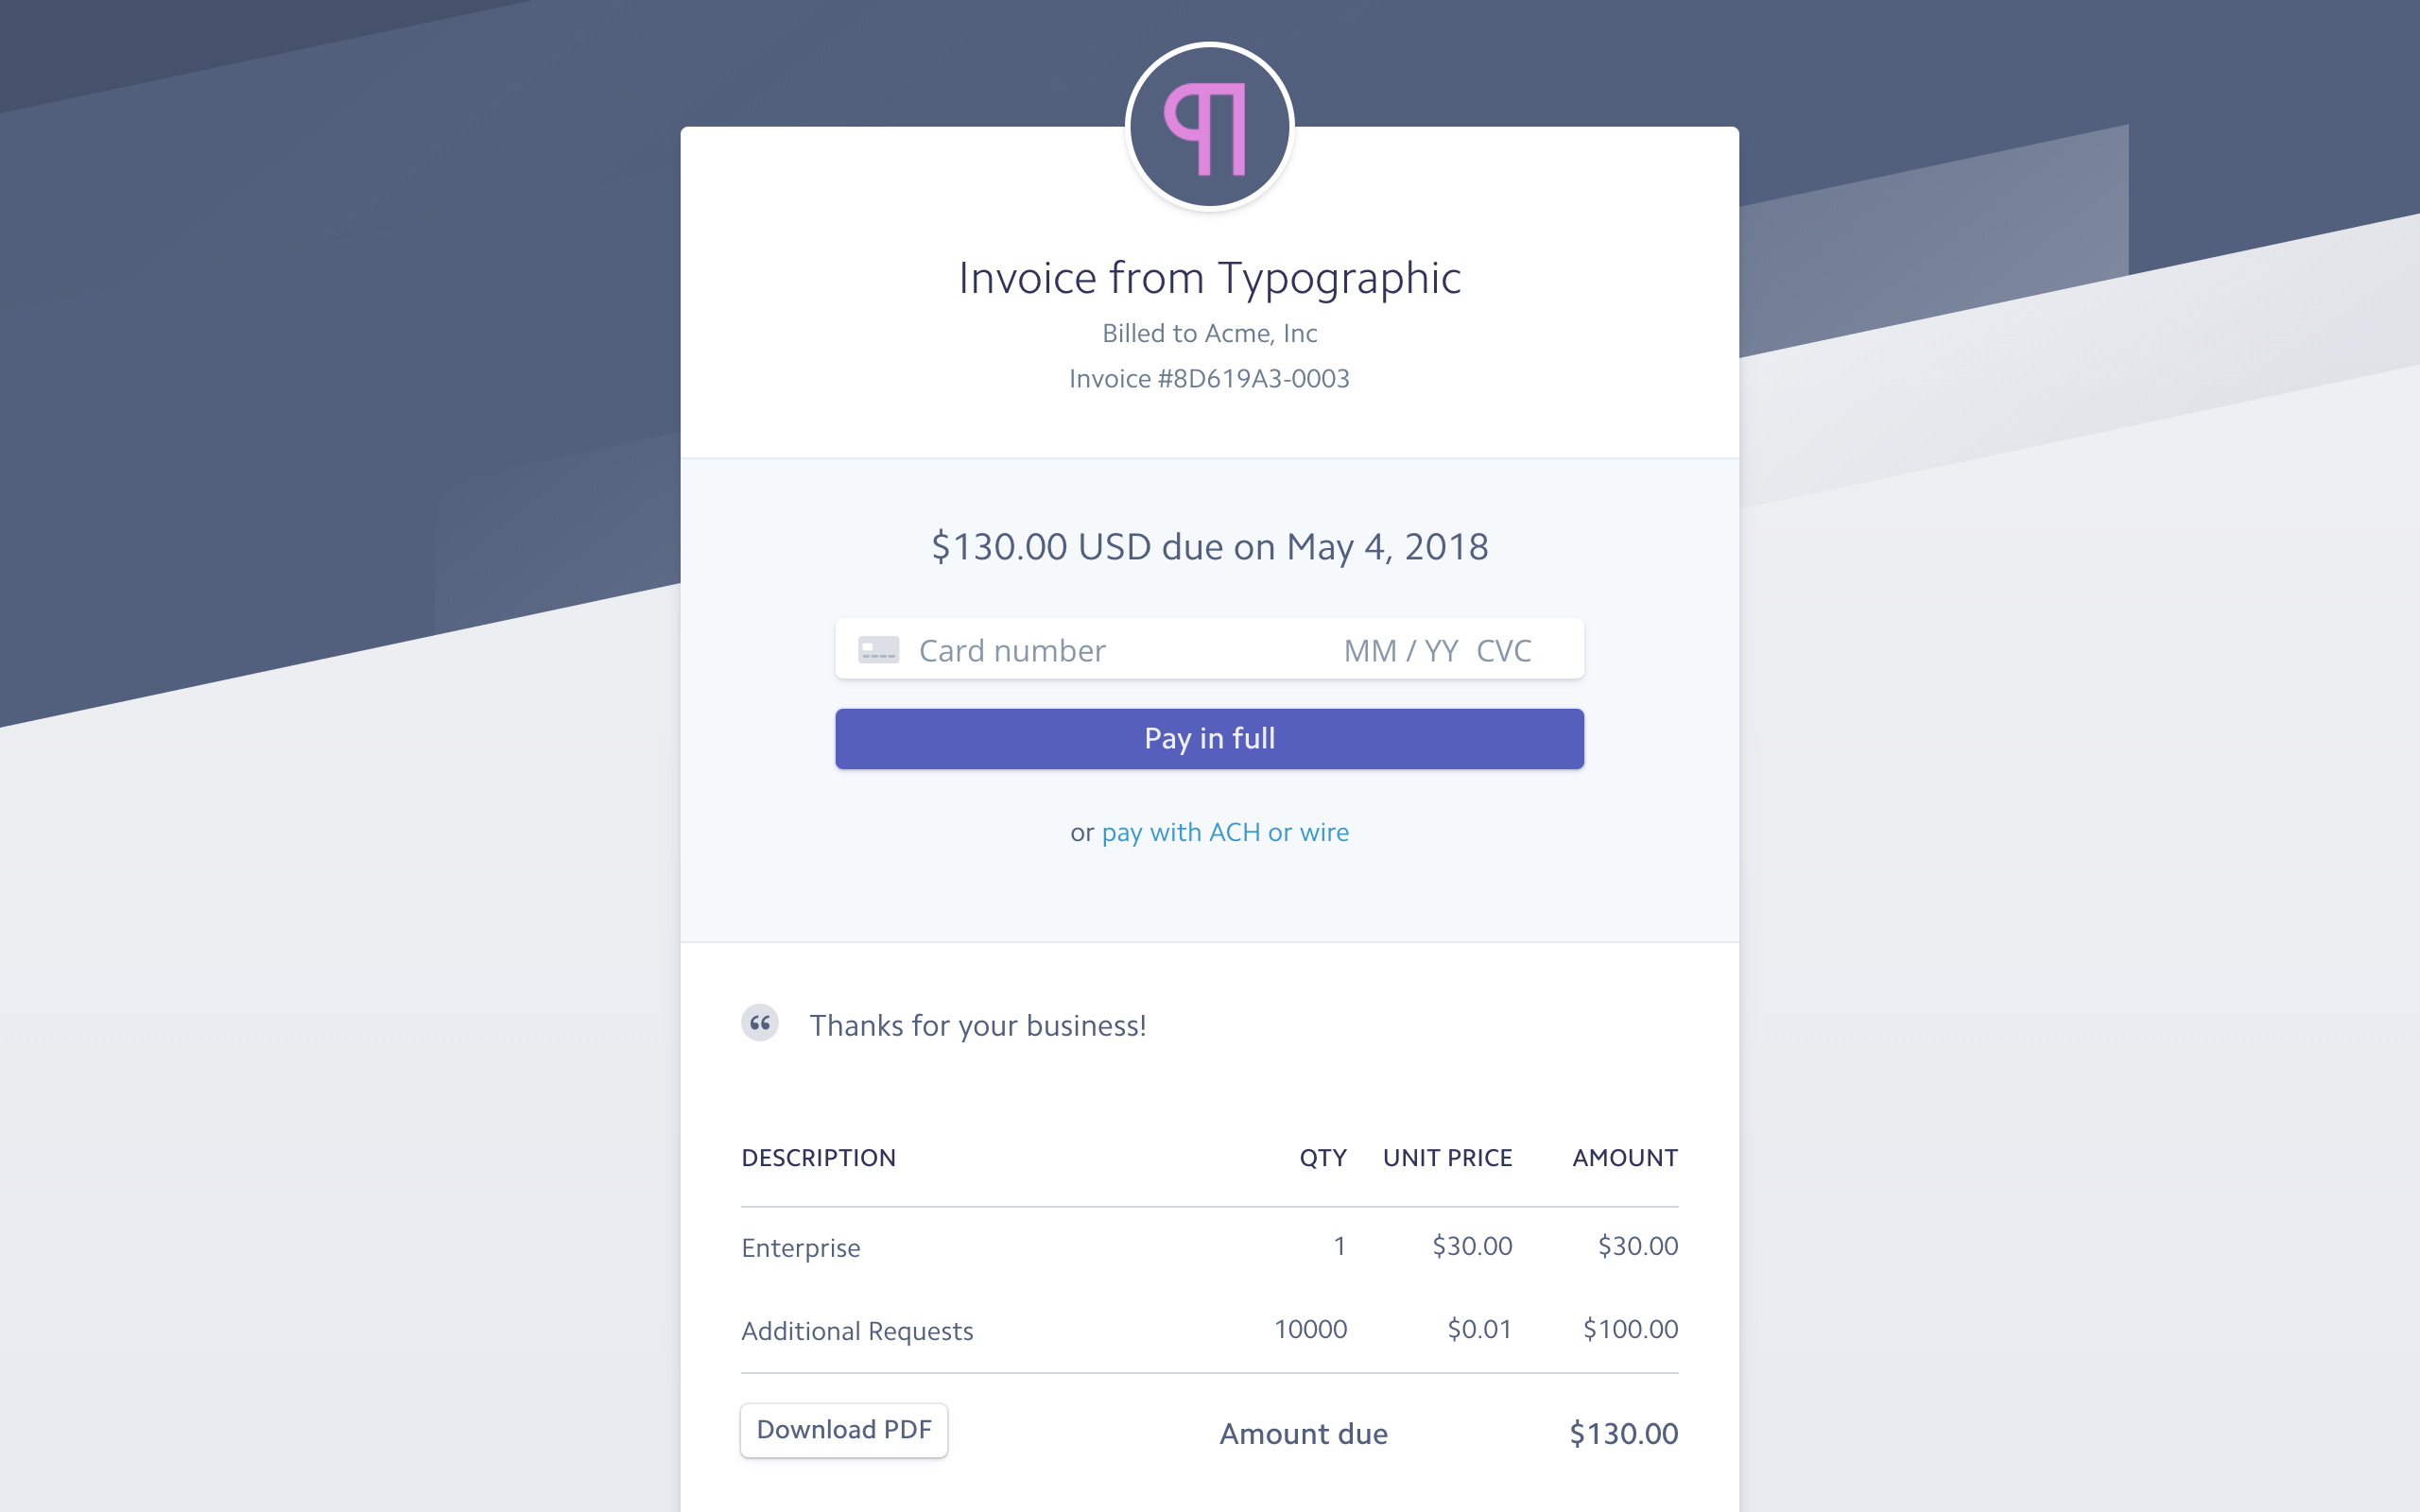 Invoice from Typographic
Billed to Acme, Inc
Invoice #8D619A3-0003
$130.00 USD due on May 4, 2018
Card number MM / YY CVC
Pay in full
or pay with ACH or wire
Thanks for your business!
DESCRIPTION QTY UNIT PRICE AMOUNT
Enterprise 1 $30.00 $30.00
Additional Requests 10000 $0.01 $100.00
Download PDF Amount due $130.00